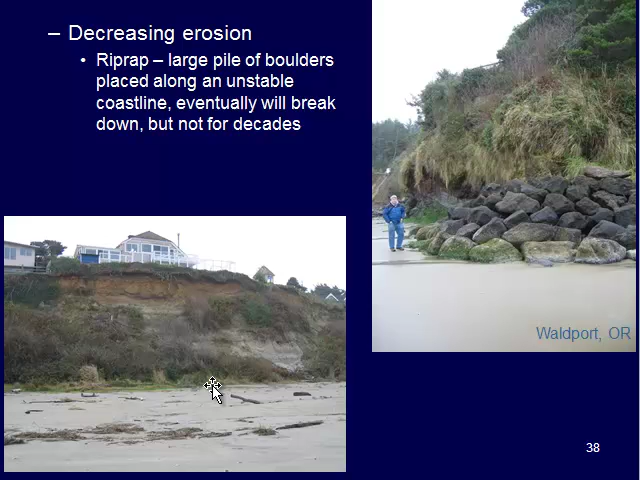 – Decreasing erosion
• Riprap – large pile of boulders
placed along an unstable
coastline, eventually will break
down, but not for decades
Waldport, OR
38